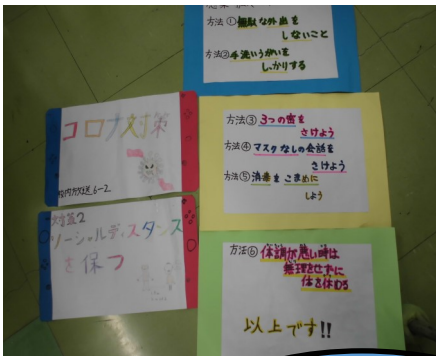 コロナ対策
校内放送6-2
対策2
ソーシャルディスタンス
を保つ
方法①無駄な外出を
しないこと
方法②手洗いうがいを
しっかりする
方法③3つの密を
さけよう
方法④マスクなしの会話を
さけよう
方法⑤消毒をこまめに
しよう
方法⑥体調が悪い時は
無理をせずに
体を休める
以上です!!